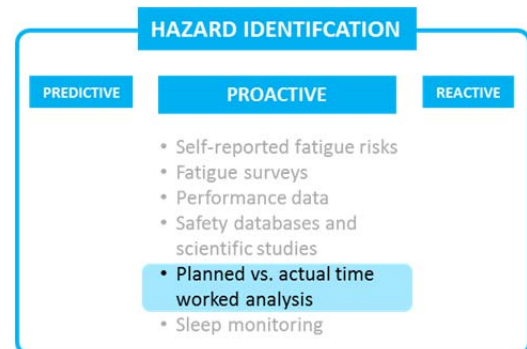 HAZARD IDENTIFCATION
PREDICTIVE
PROACTIVE
REACTIVE
• Self-reported fatigue risks
• Fatigue surveys
• Performance data
• Safety databases and
scientific studies
• Planned vs. actual time
worked analysis
• Sleep monitoring